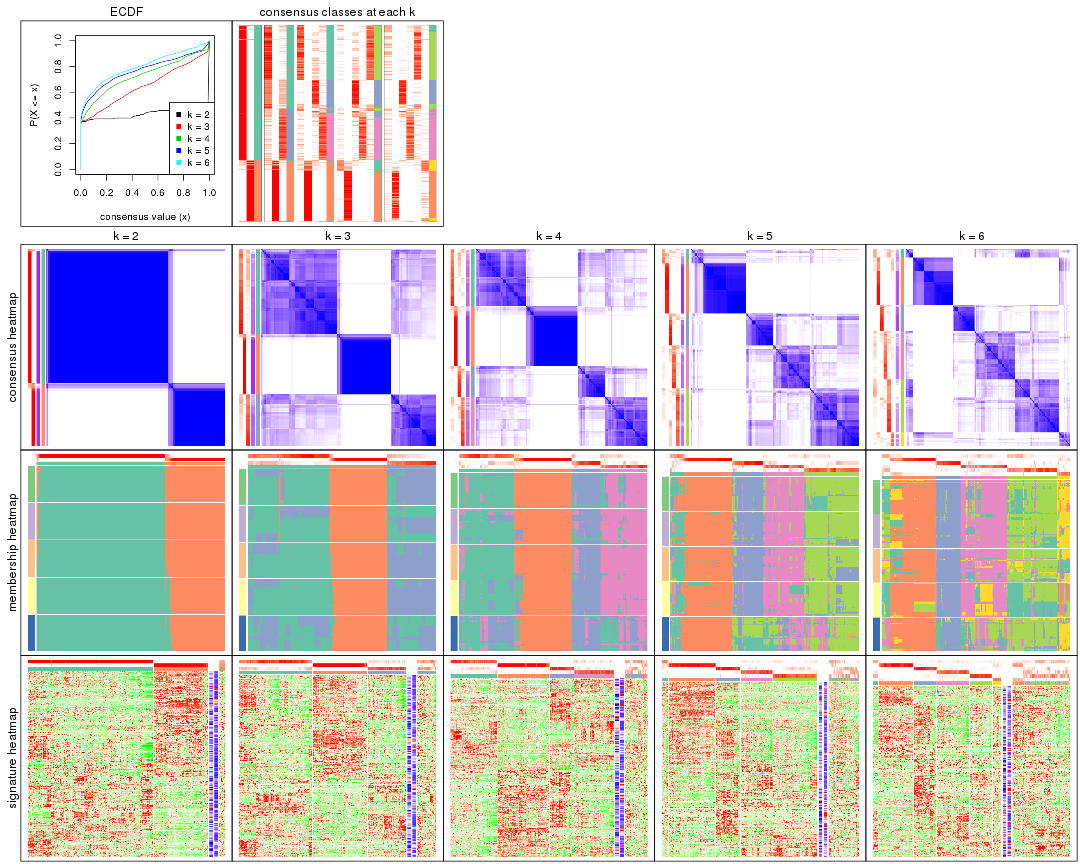 ECDF
consensus classes at each k
P(X <= x)
0.0
0.2
0.4
0.6
0.8
1.0
k = 2
k = 3
k = 4
k = 5
k = 6
0.0 0.2 0.4 0.6 0.8 1.0
consensus value (x)
k = 2
k = 3
k = 4
k = 5
k = 6
consensus heatmap
membership heatmap
signature heatmap